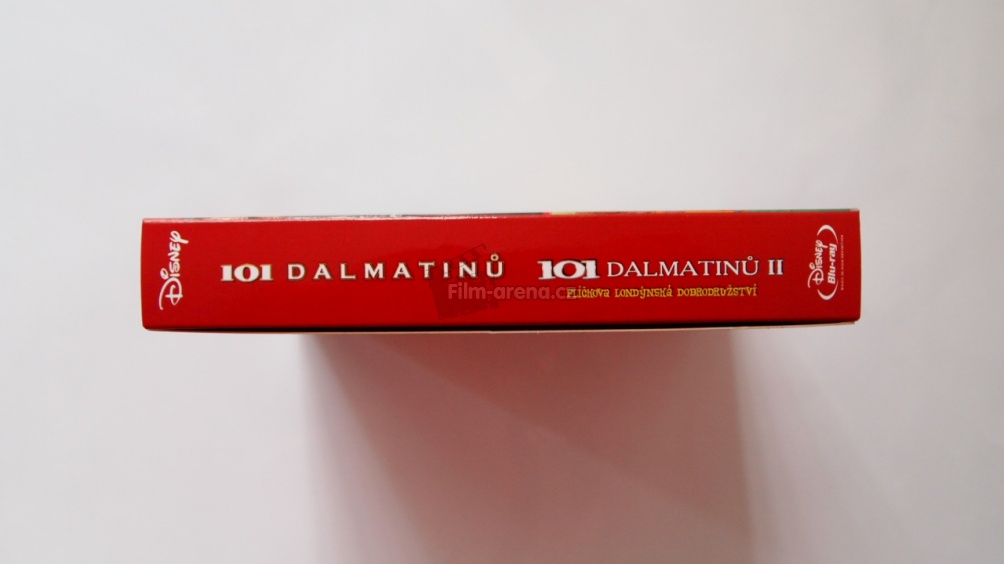 Disney
101 DALMATINŮ
101 DALMATINŮ II
FLÍČKOVA LONDÝNSKÁ DOBRODRUŽSTVÍ
Film-arena.cz
Disney
Blu-ray